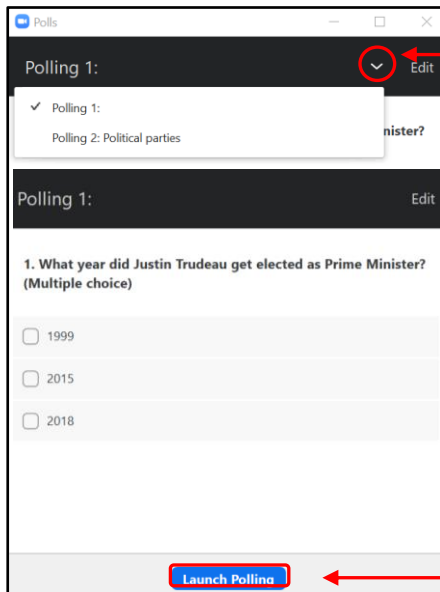 Polls
Polling 1:
Edit
Polling 1:
nister?
Polling 2: Political parties
Polling 1:
Edit
1. What year did Justin Trudeau get elected as Prime Minister?
(Multiple choice)
1999
2015
2018
Launch Polling